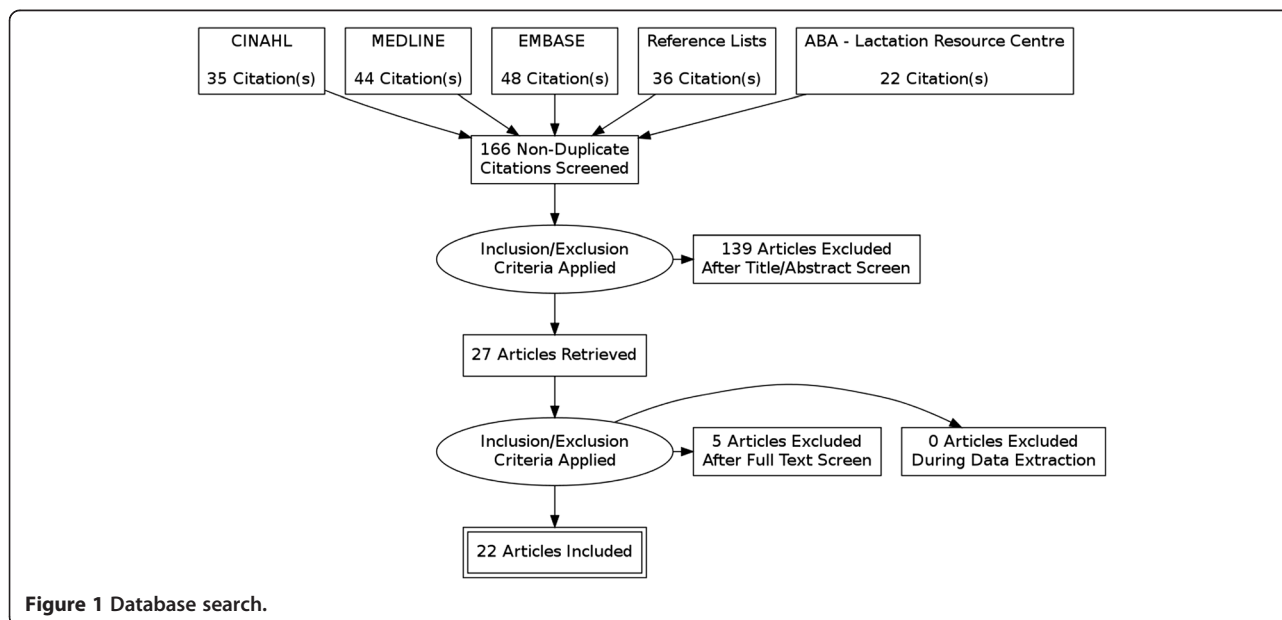 CINAHL
35 Citation(s)
MEDLINE
44 Citation(s)
EMBASE
48 Citation(s)
Reference Lists
36 Citation(s)
ABA - Lactation Resource Centre
22 Citation(s)
166 Non-Duplicate
Citations Screened
Inclusion/Exclusion
Criteria Applied
139 Articles Excluded
After Title/Abstract Screen
27 Articles Retrieved
Inclusion/Exclusion
Criteria Applied
5 Articles Excluded
After Full Text Screen
0 Articles Excluded
During Data Extraction
22 Articles Included
Figure 1 Database search.